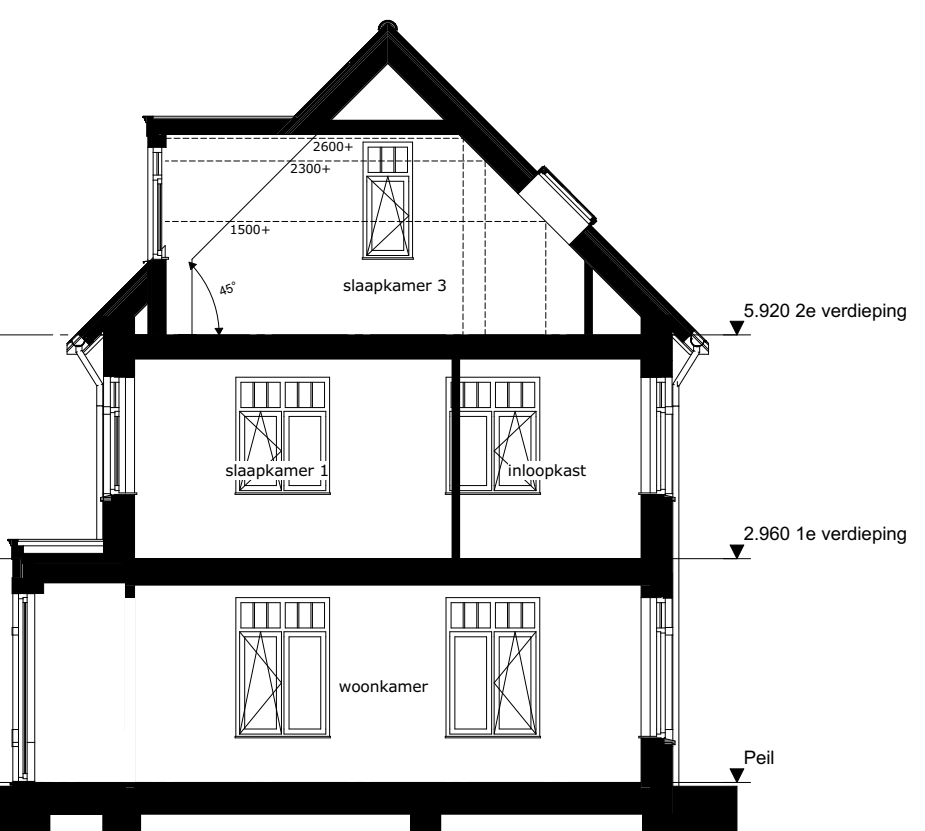 2600+
2300+
1500+
45°
slaapkamer 3
5.920 2e verdieping
slaapkamer 1
inloopkast
2.960 1e verdieping
woonkamer
Peil